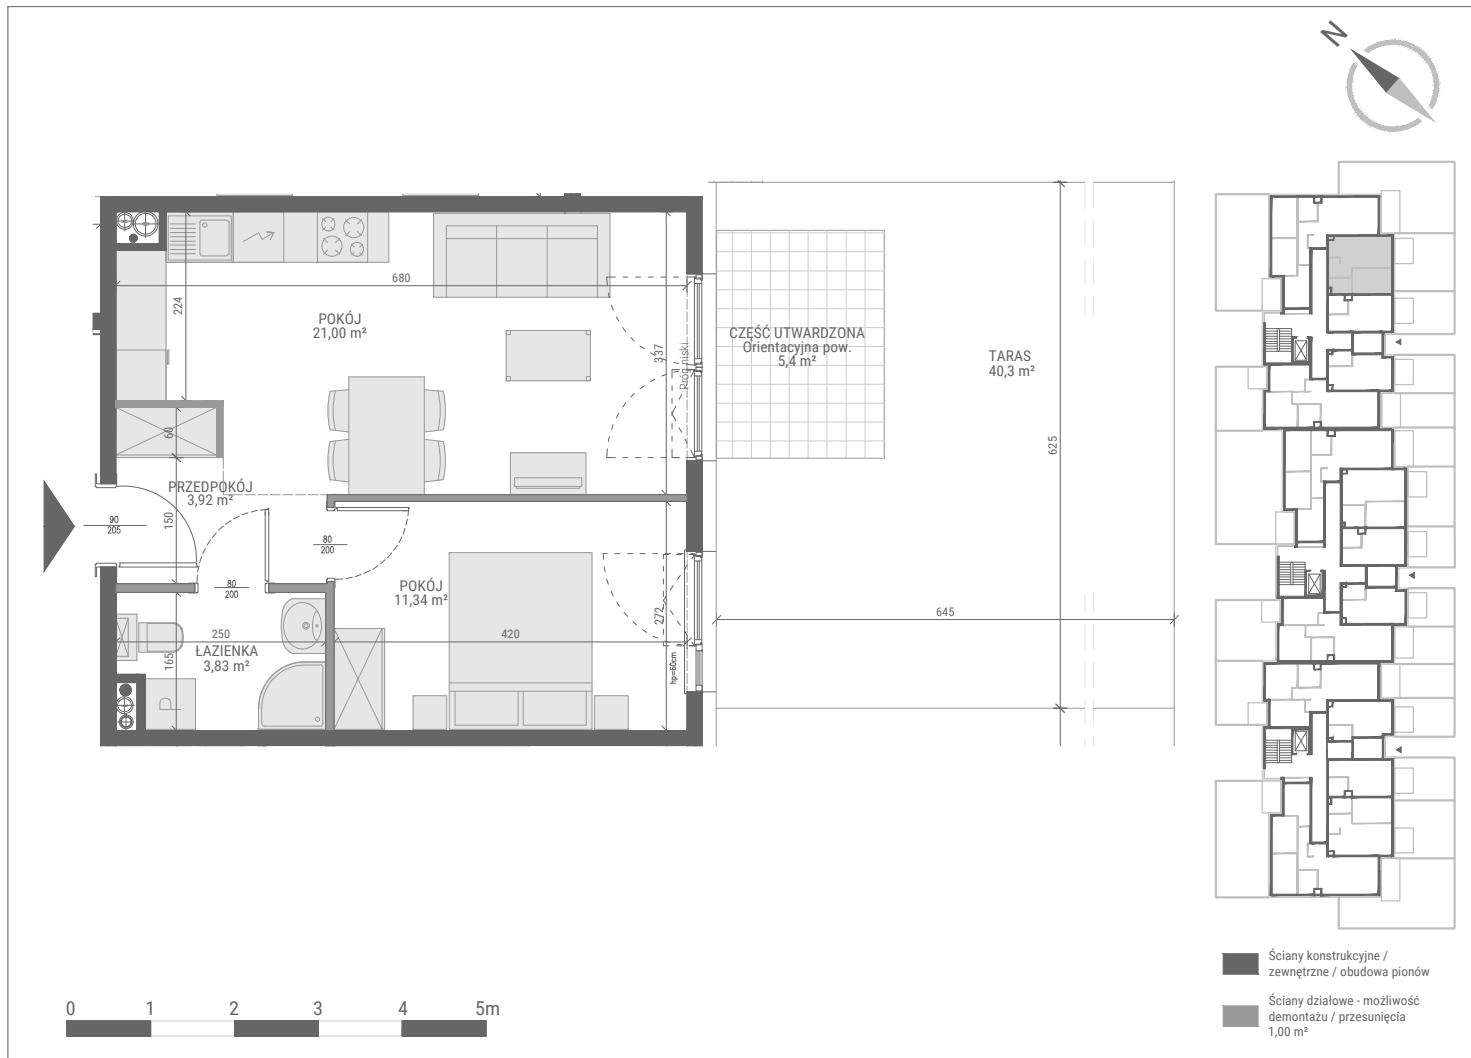 N
680
224
POKÓJ
21,00 m²
337
Próg niski
CZĘŚĆ UTWARDZONA
Orientacyjna pow.
5,4 m²
TARAS
40,3 m²
625
60
PRZEDPOKÓJ
3,92 m²
90
205
150
80
200
80
200
POKÓJ
11,34 m²
272
645
250
420
ŁAZIENKA
3,83 m²
165
hp=60cm
P
Ściany konstrukcyjne /
zewnętrzne / obudowa pionów
Ściany działowe - możliwość
demontażu / przesunięcia
1,00 m²
0 1 2 3 4 5m